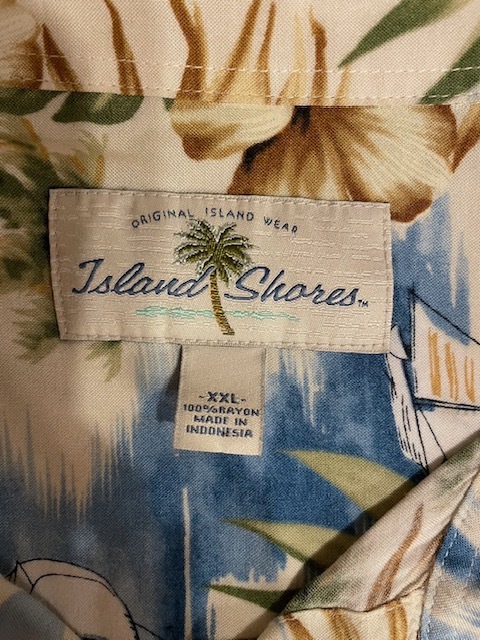 ORIGINAL ISLAND WEAR
Island Shores™
-XXL-
100% RAYON
MADE IN
INDONESIA